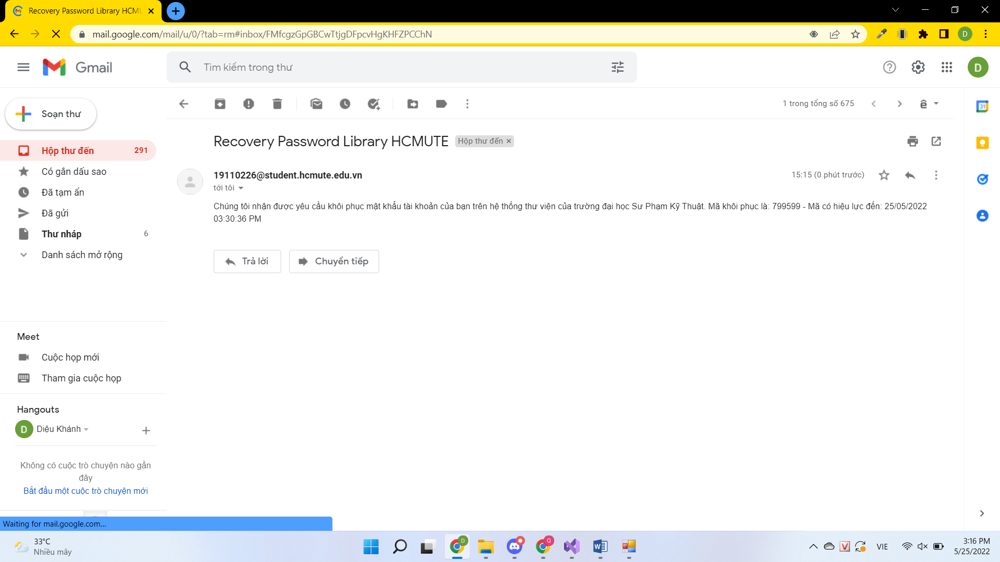 Recovery Password Library HCMU
mail.google.com/mail/u/0/?tab=rm#inbox/FMfcgzGpGBCwTtjgDFpcvHgKHFZPCChN
D
Gmail
Tìm kiếm trong thư
D
Soạn thư
1 trong tổng số 675
31
Recovery Password Library HCMUTE Hộp thư đến ×
Hộp thư đến 291
Có gắn dấu sao
Đã tạm ẩn
Đã gửi
Thư nháp 6
Danh sách mở rộng
19110226@student.hcmute.edu.vn
15:15 (0 phút trước)
tới tôi
Chúng tôi nhận được yêu cầu khôi phục mật khẩu tài khoản của bạn trên hệ thống thư viện của trường đại học Sư Phạm Kỹ Thuật. Mã khôi phục là: 799599 - Mã có hiệu lực đến: 25/05/2022
03:30:36 PM
Trả lời
Chuyển tiếp
Meet
Cuộc họp mới
Tham gia cuộc họp
Hangouts
D Diệu Khánh
Không có cuộc trò chuyện nào gần
đây
Bắt đầu một cuộc trò chuyện mới
Waiting for mail.google.com...
33°C
Nhiều mây
D
Q
VIE
3:16 PM
5/25/2022